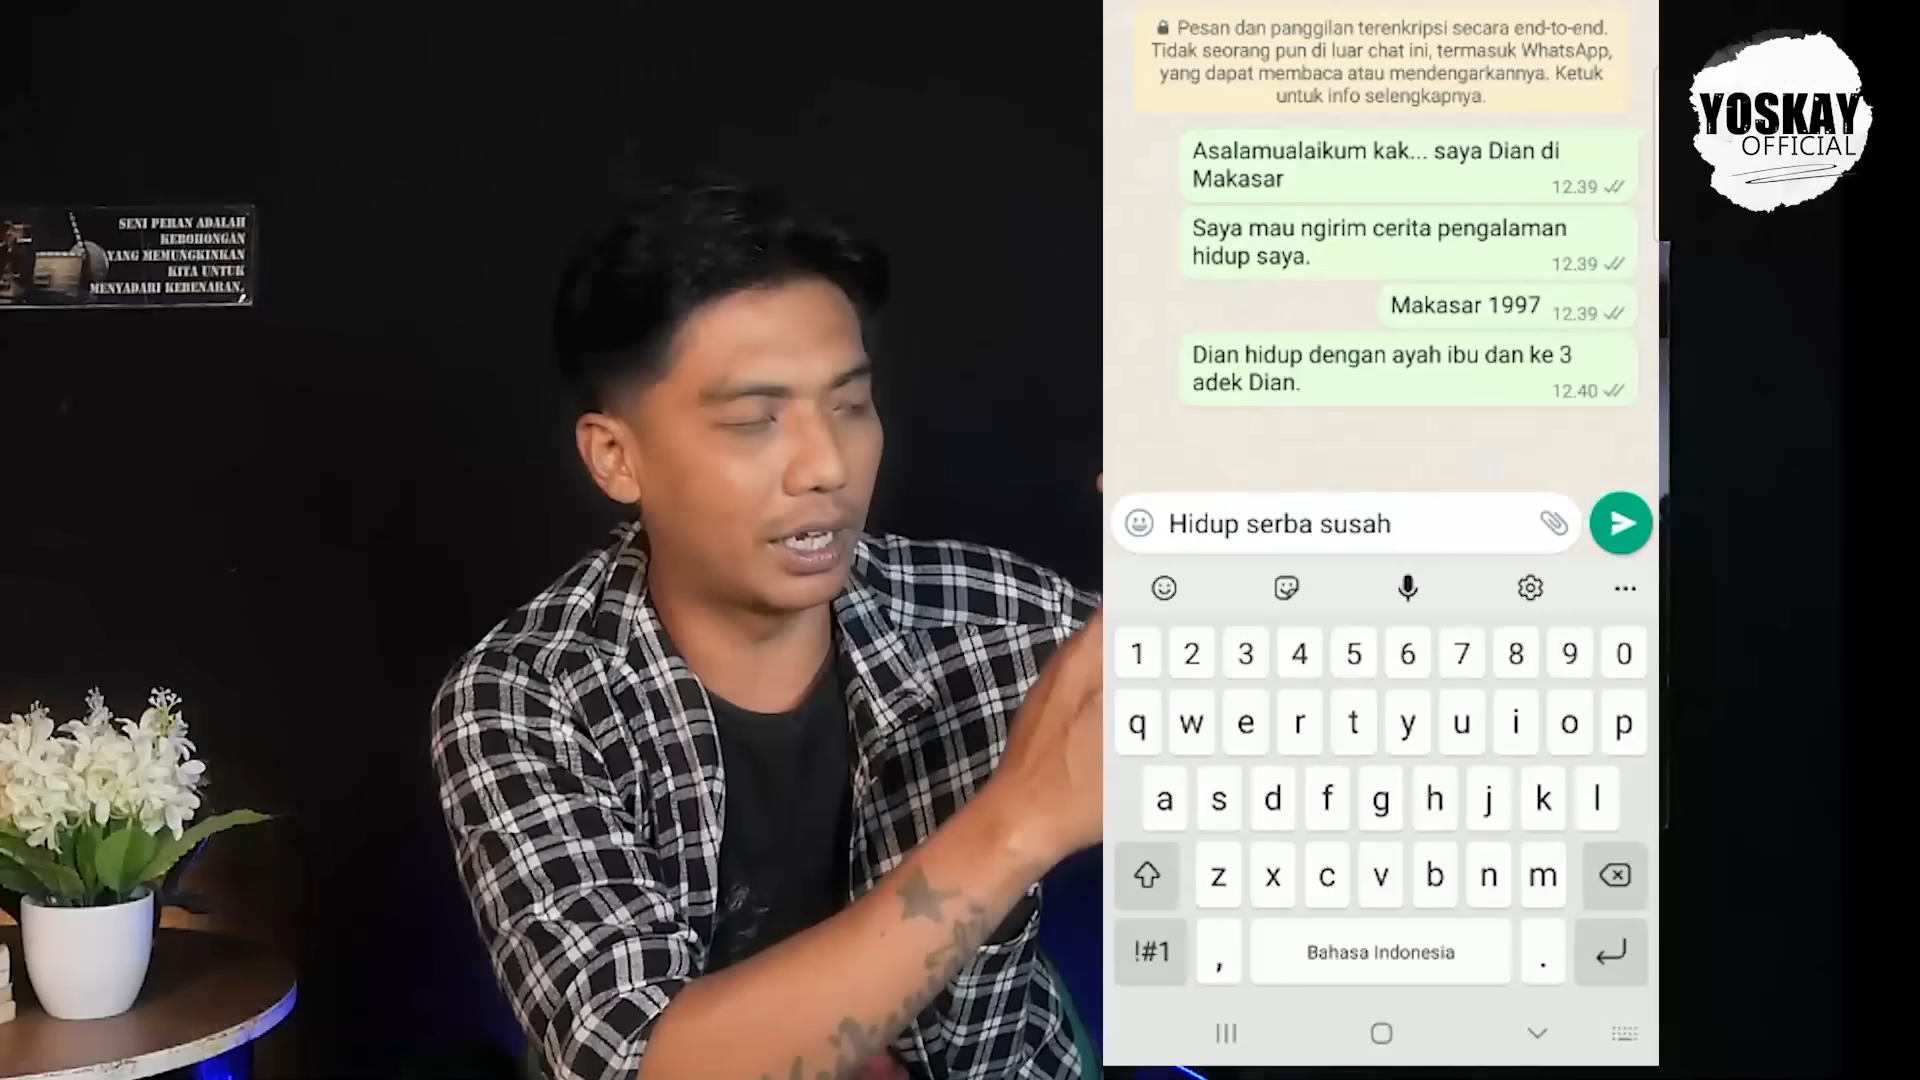 SENI PERAN ADALAH
KEBOHONGAN
YANG MEMUNGKINKAN
KITA UNTUK
MENYADARI KEBENARAN.
Pesan dan panggilan terenkripsi secara end-to-end.
Tidak seorang pun di luar chat ini, termasuk WhatsApp,
yang dapat membaca atau mendengarkannya. Ketuk
untuk info selengkapnya.
Asalamualaikum kak... saya Dian di
Makasar
12.39
Saya mau ngirim cerita pengalaman
hidup saya.
12.39
Makasar 1997 12.39
Dian hidup dengan ayah ibu dan ke 3
adek Dian.
12.40
Hidup serba susah
1 2 3 4 5 6 7 8 9 0
q w e r t y u i o p
a s d f g h j k l
z x c v b n m
!#1 , Bahasa Indonesia .
YOSKAY
OFFICIAL